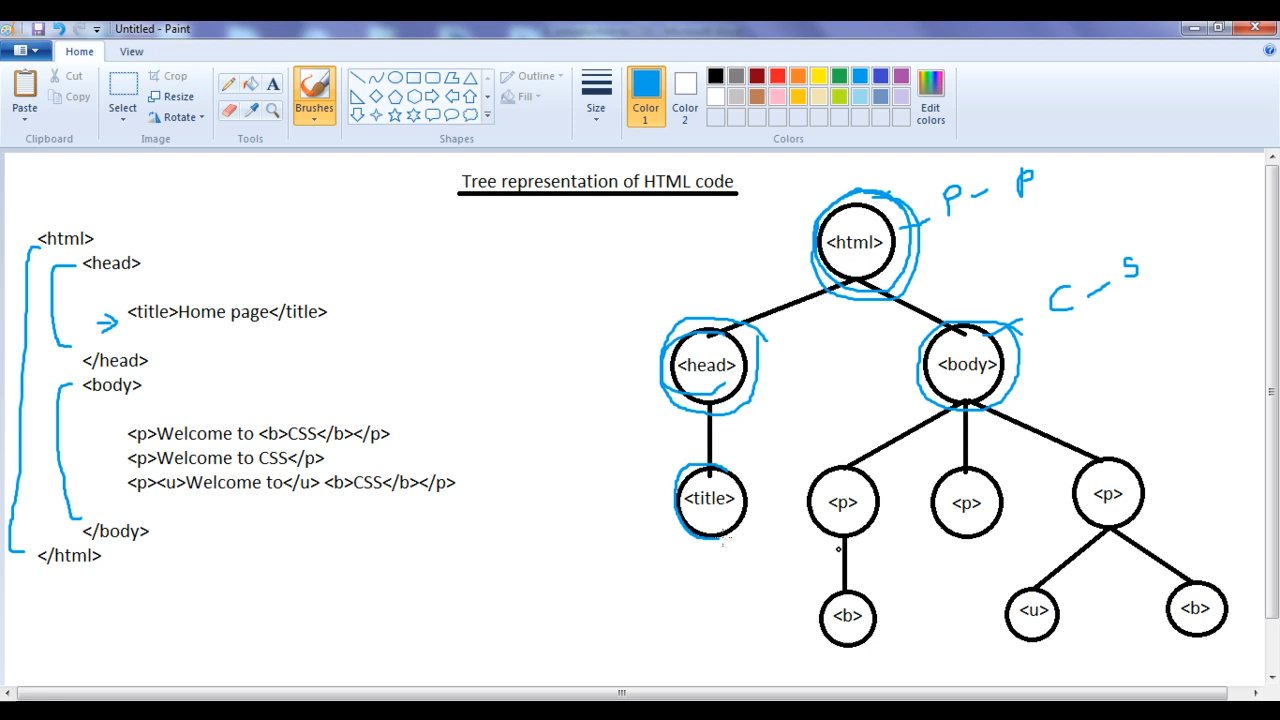 Untitled - Paint
Home View
Paste
Cut
Copy
Clipboard
Select
Crop
Resize
Rotate
Image
Tools
Brushes
Shapes
Outline
Fill
Size
Color 1
Color 2
Edit colors
Colors
Tree representation of HTML code
<html>
<head>
<title>Home page</title>
</head>
<body>
<p>Welcome to <b>CSS</b></p>
<p>Welcome to CSS</p>
<p><u>Welcome to</u> <b>CSS</b></p>
</body>
</html>
P - P
<html>
C - S
<head> <body>
<title> <p> <p> <p>
<b> <u> <b>